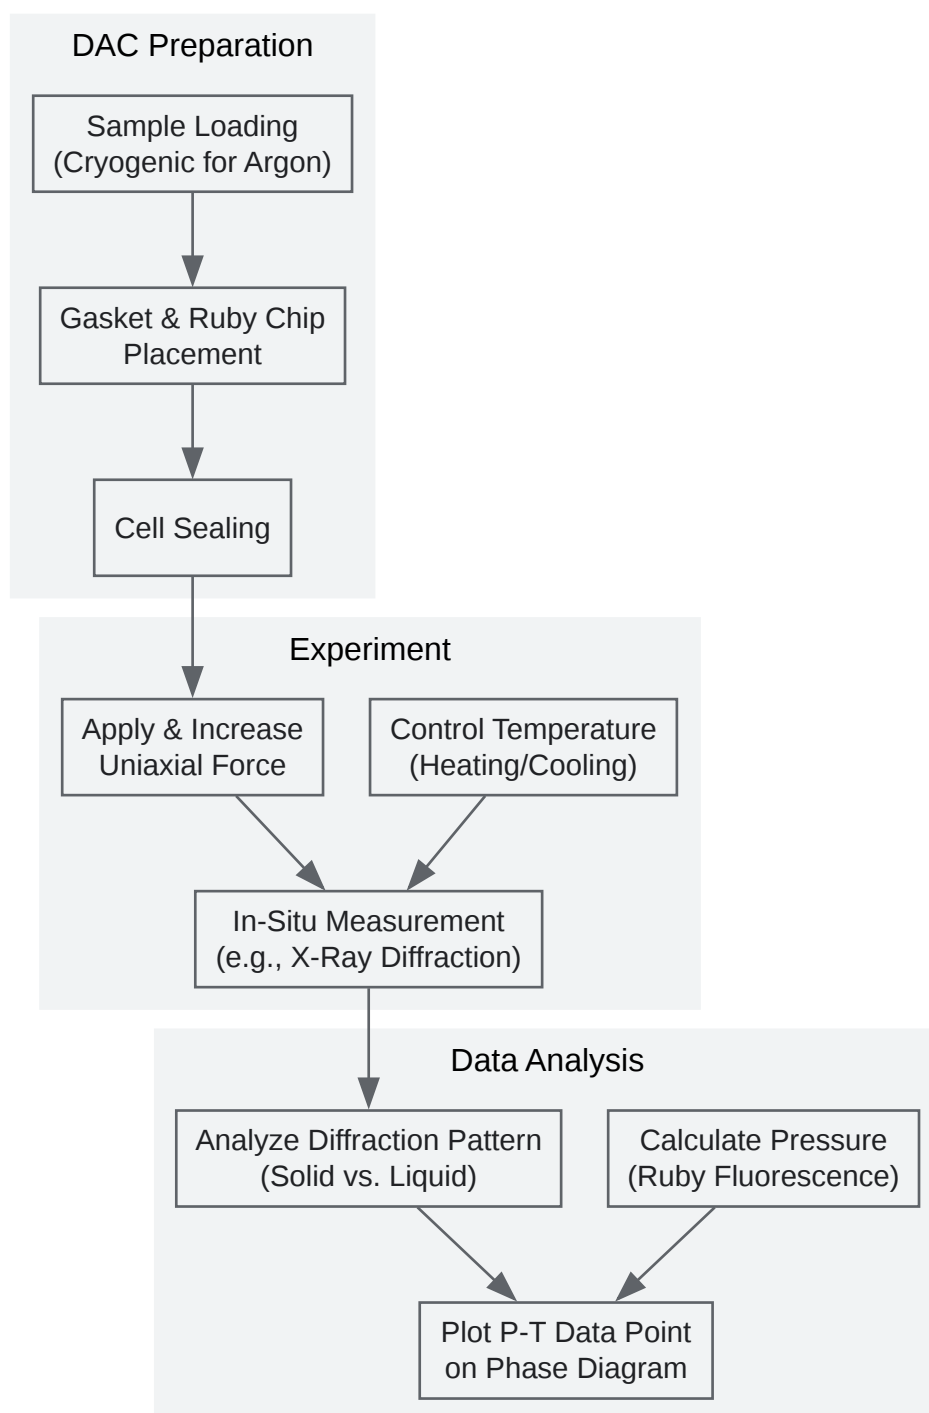 DAC Preparation
Sample Loading
(Cryogenic for Argon)
Gasket & Ruby Chip
Placement
Cell Sealing
Experiment
Apply & Increase
Uniaxial Force
Control Temperature
(Heating/Cooling)
In-Situ Measurement
(e.g., X-Ray Diffraction)
Data Analysis
Analyze Diffraction Pattern
(Solid vs. Liquid)
Calculate Pressure
(Ruby Fluorescence)
Plot P-T Data Point
on Phase Diagram